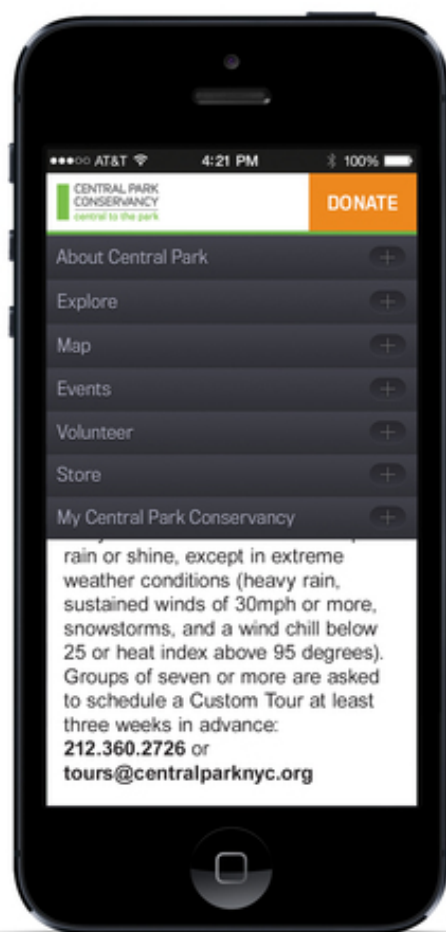 AT&T 4:21 PM 100%
CENTRAL PARK
CONSERVANCY
central to the park
DONATE
About Central Park
Explore
Map
Events
Volunteer
Store
My Central Park Conservancy
rain or shine, except in extreme
weather conditions (heavy rain,
sustained winds of 30mph or more,
snowstorms, and a wind chill below
25 or heat index above 95 degrees).
Groups of seven or more are asked
to schedule a Custom Tour at least
three weeks in advance:
212.360.2726 or
tours@centralparknyc.org